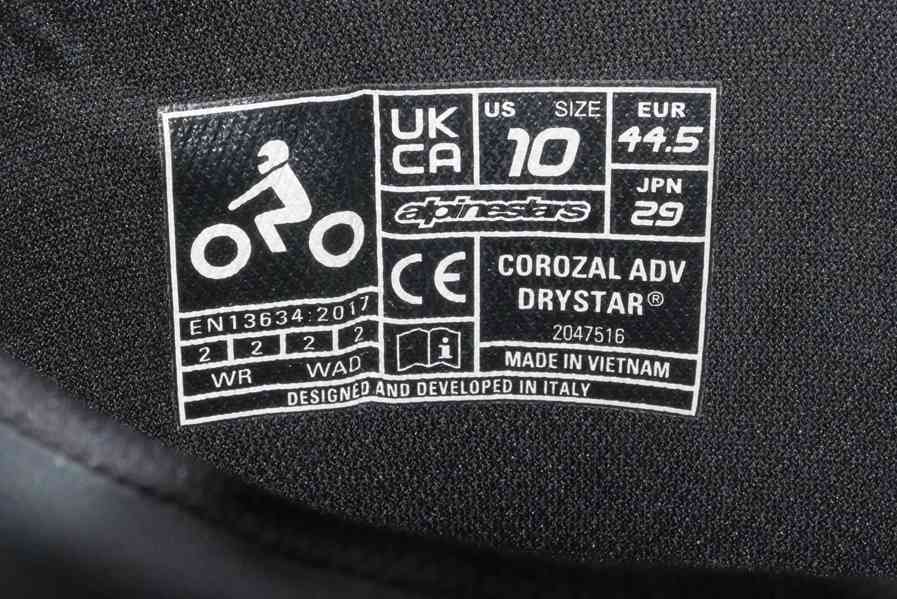 UK
CA
US SIZE
10
EUR
44.5
JPN
29
alpinestars
CE
COROZAL ADV
DRYSTAR®
2047516
EN13634:2017
2 2 2 2
WR WAD
i
MADE IN VIETNAM
DESIGNED AND DEVELOPED IN ITALY